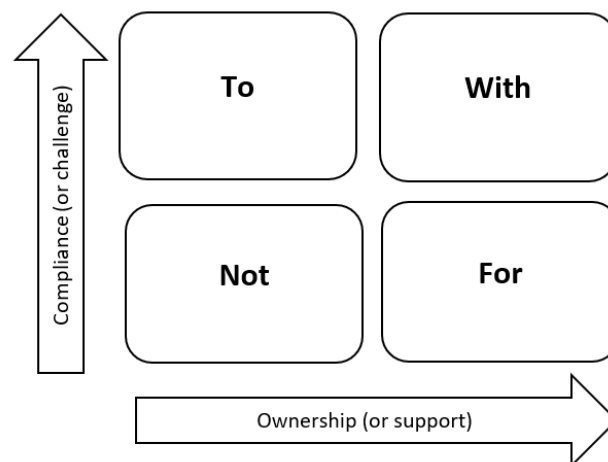 To
With
Compliance (or challenge)
Not
For
Ownership (or support)